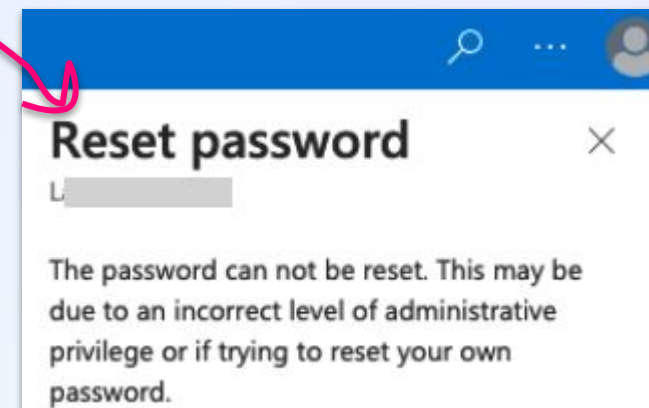 Reset password
L
The password can not be reset. This may be
due to an incorrect level of administrative
privilege or if trying to reset your own
password.